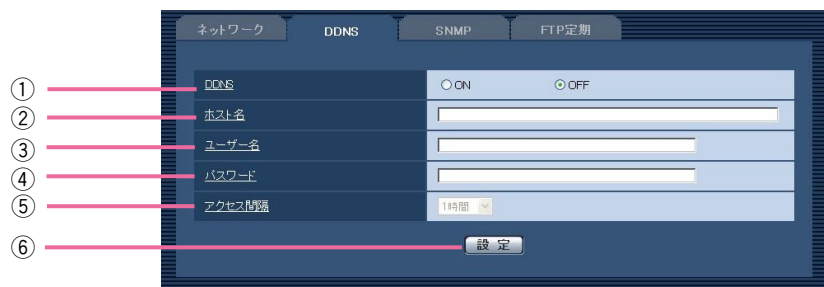 ネットワーク DDNS SNMP FTP定期
① DDNS ON OFF
② ホスト名
③ ユーザー名
④ パスワード
⑤ アクセス間隔 1時間
⑥ 設定